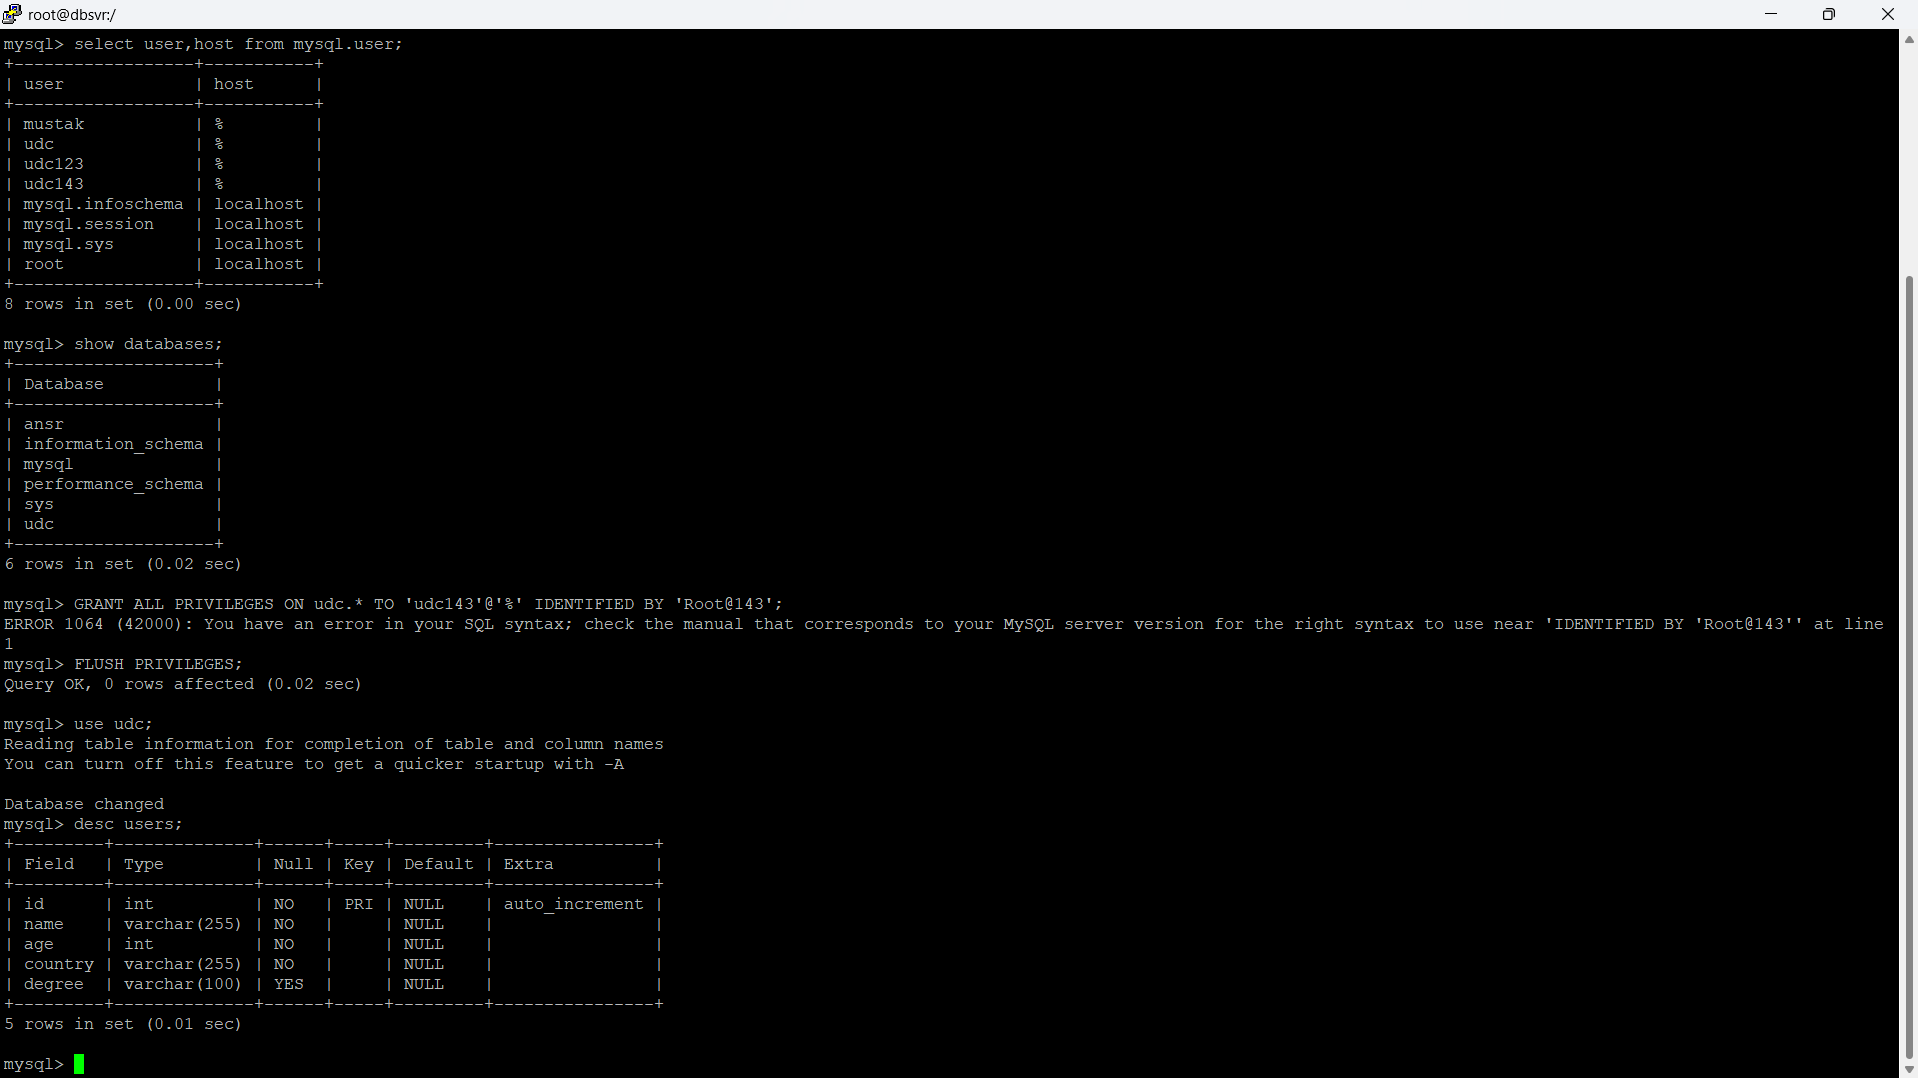 root@dbsvr:/
mysql> select user,host from mysql.user;
+------------------+-----------+
| user             | host      |
+------------------+-----------+
| mustak           | %         |
| udc              | %         |
| udc123           | %         |
| udc143           | %         |
| mysql.infoschema | localhost |
| mysql.session    | localhost |
| mysql.sys        | localhost |
| root             | localhost |
+------------------+-----------+
8 rows in set (0.00 sec)

mysql> show databases;
+--------------------+
| Database           |
+--------------------+
| ansr               |
| information_schema |
| mysql              |
| performance_schema |
| sys                |
| udc                |
+--------------------+
6 rows in set (0.02 sec)

mysql> GRANT ALL PRIVILEGES ON udc.* TO 'udc143'@'%' IDENTIFIED BY 'Root@143';
ERROR 1064 (42000): You have an error in your SQL syntax; check the manual that corresponds to your MySQL server version for the right syntax to use near 'IDENTIFIED BY 'Root@143'' at line
1
mysql> FLUSH PRIVILEGES;
Query OK, 0 rows affected (0.02 sec)

mysql> use udc;
Reading table information for completion of table and column names
You can turn off this feature to get a quicker startup with -A

Database changed
mysql> desc users;
+---------+--------------+------+-----+---------+----------------+
| Field   | Type         | Null | Key | Default | Extra          |
+---------+--------------+------+-----+---------+----------------+
| id      | int          | NO   | PRI | NULL    | auto_increment |
| name    | varchar(255) | NO   |     | NULL    |                |
| age     | int          | NO   |     | NULL    |                |
| country | varchar(255) | NO   |     | NULL    |                |
| degree  | varchar(100) | YES  |     | NULL    |                |
+---------+--------------+------+-----+---------+----------------+
5 rows in set (0.01 sec)

mysql>